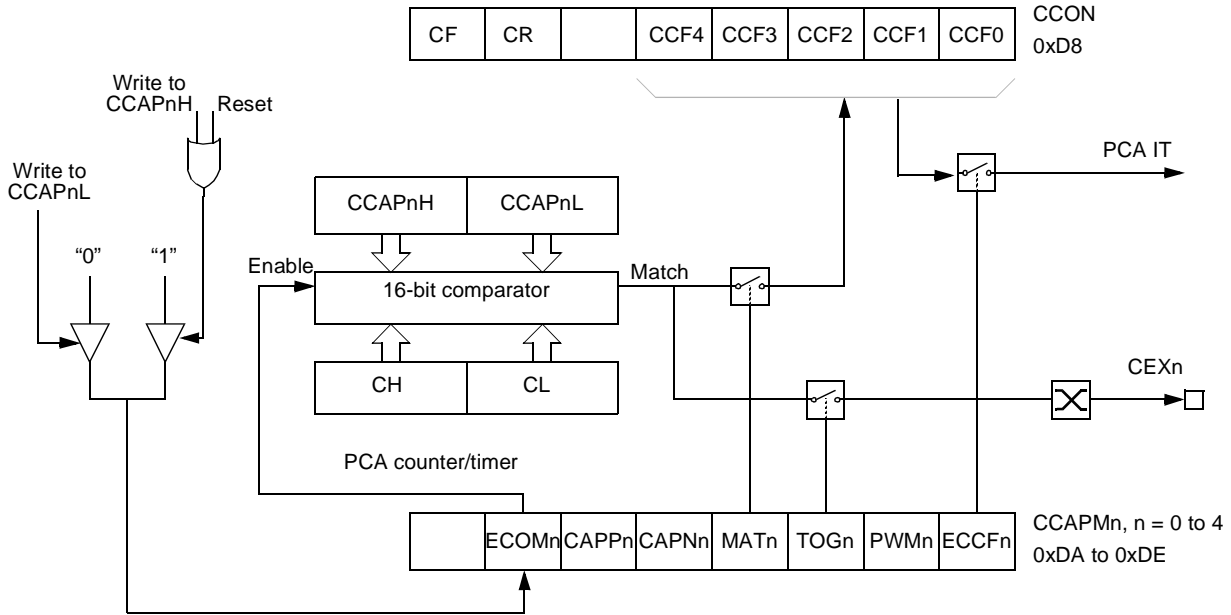 CF CR CCF4 CCF3 CCF2 CCF1 CCF0
CCON
0xD8
Write to
CCAPnH Reset
Write to
CCAPnL
PCA IT
CCAPnH CCAPnL
“0” “1”
Enable
16-bit comparator
Match
CH CL
CEXn
PCA counter/timer
ECOMn CAPPn CAPNn MATn TOGn PWMn ECCFn
CCAPMn, n = 0 to 4
0xDA to 0xDE